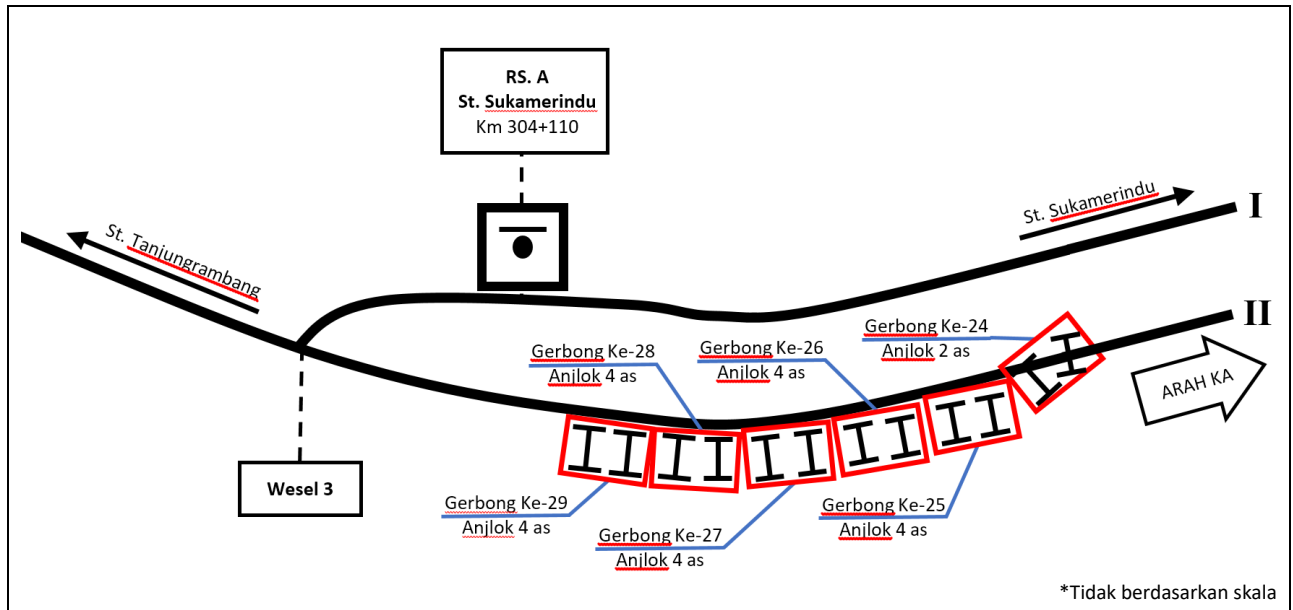 RS. A
St. Sukamerindu
Km 304+110
St. Tanjungrambang
St. Sukamerindu
I
II
ARAH KA
Gerbong Ke-24
Anjlok 2 as
Gerbong Ke-26
Anjlok 4 as
Gerbong Ke-28
Anjlok 4 as
Wesel 3
Gerbong Ke-29
Anjlok 4 as
Gerbong Ke-27
Anjlok 4 as
Gerbong Ke-25
Anjlok 4 as
*Tidak berdasarkan skala